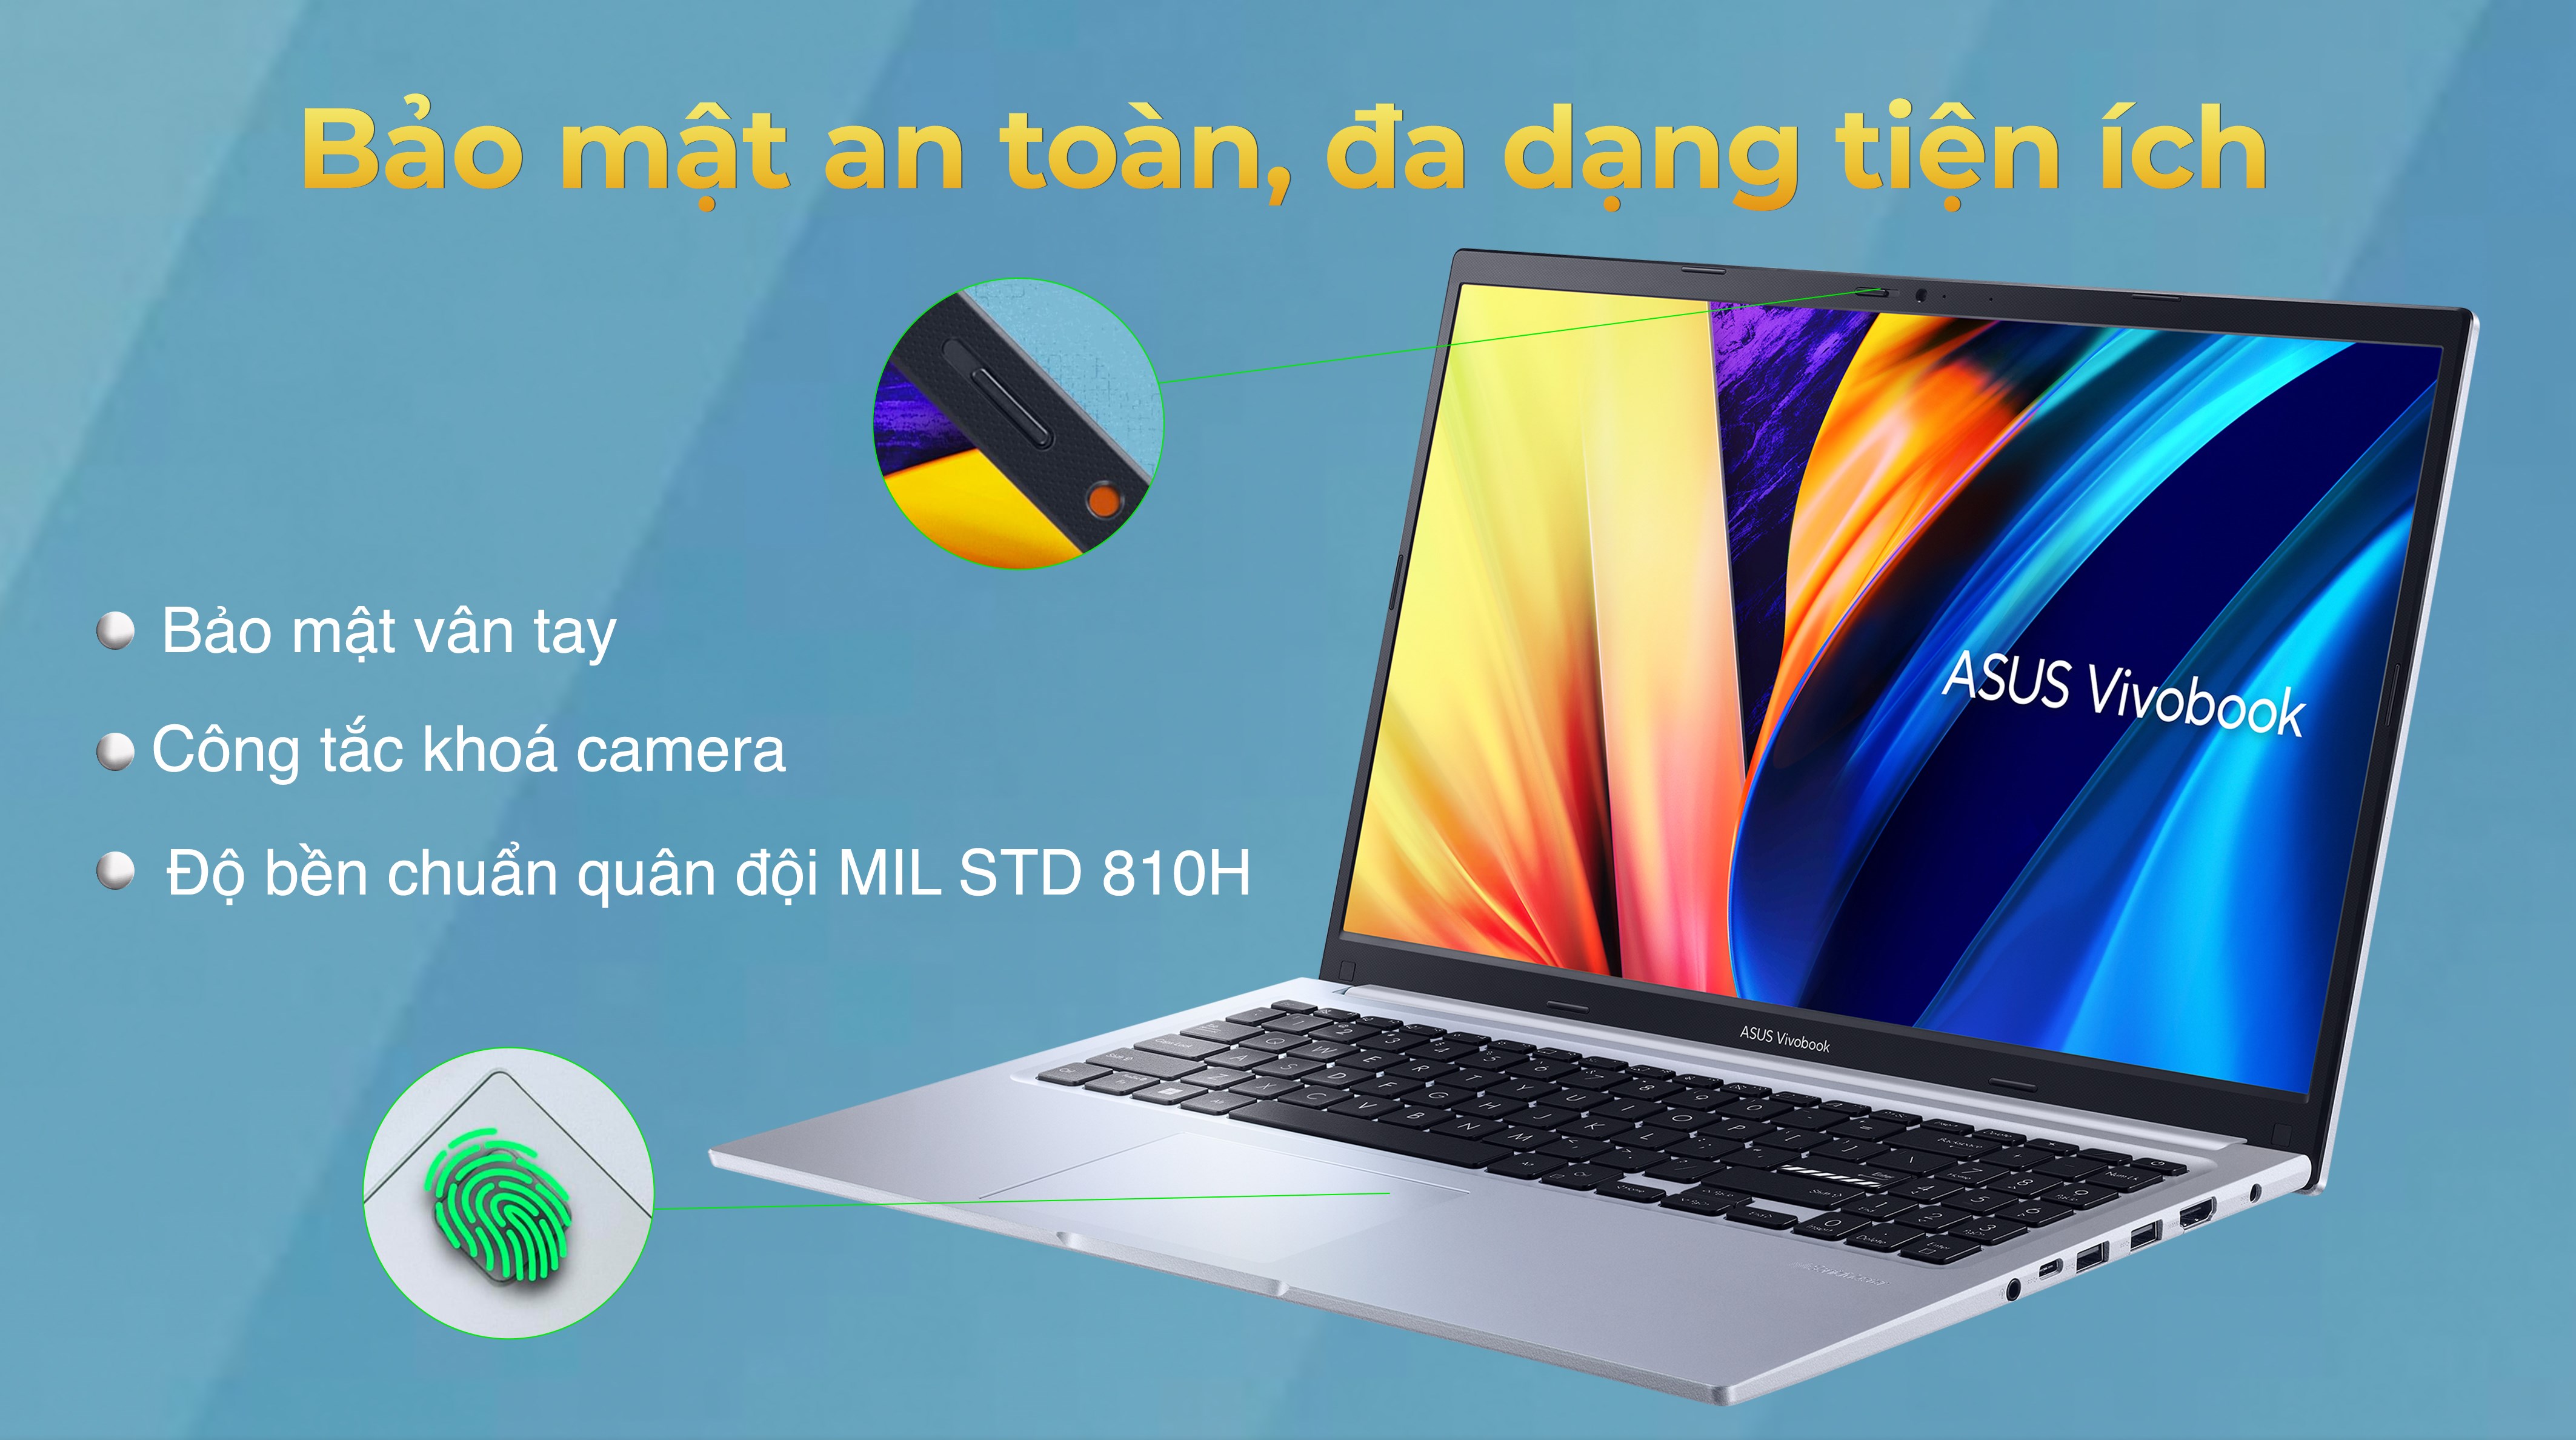 Bảo mật an toàn, đa dạng tiện ích
Bảo mật vân tay
Công tắc khoá camera
Độ bền chuẩn quân đội MIL STD 810H
ASUS Vivobook
ASUS Vivobook